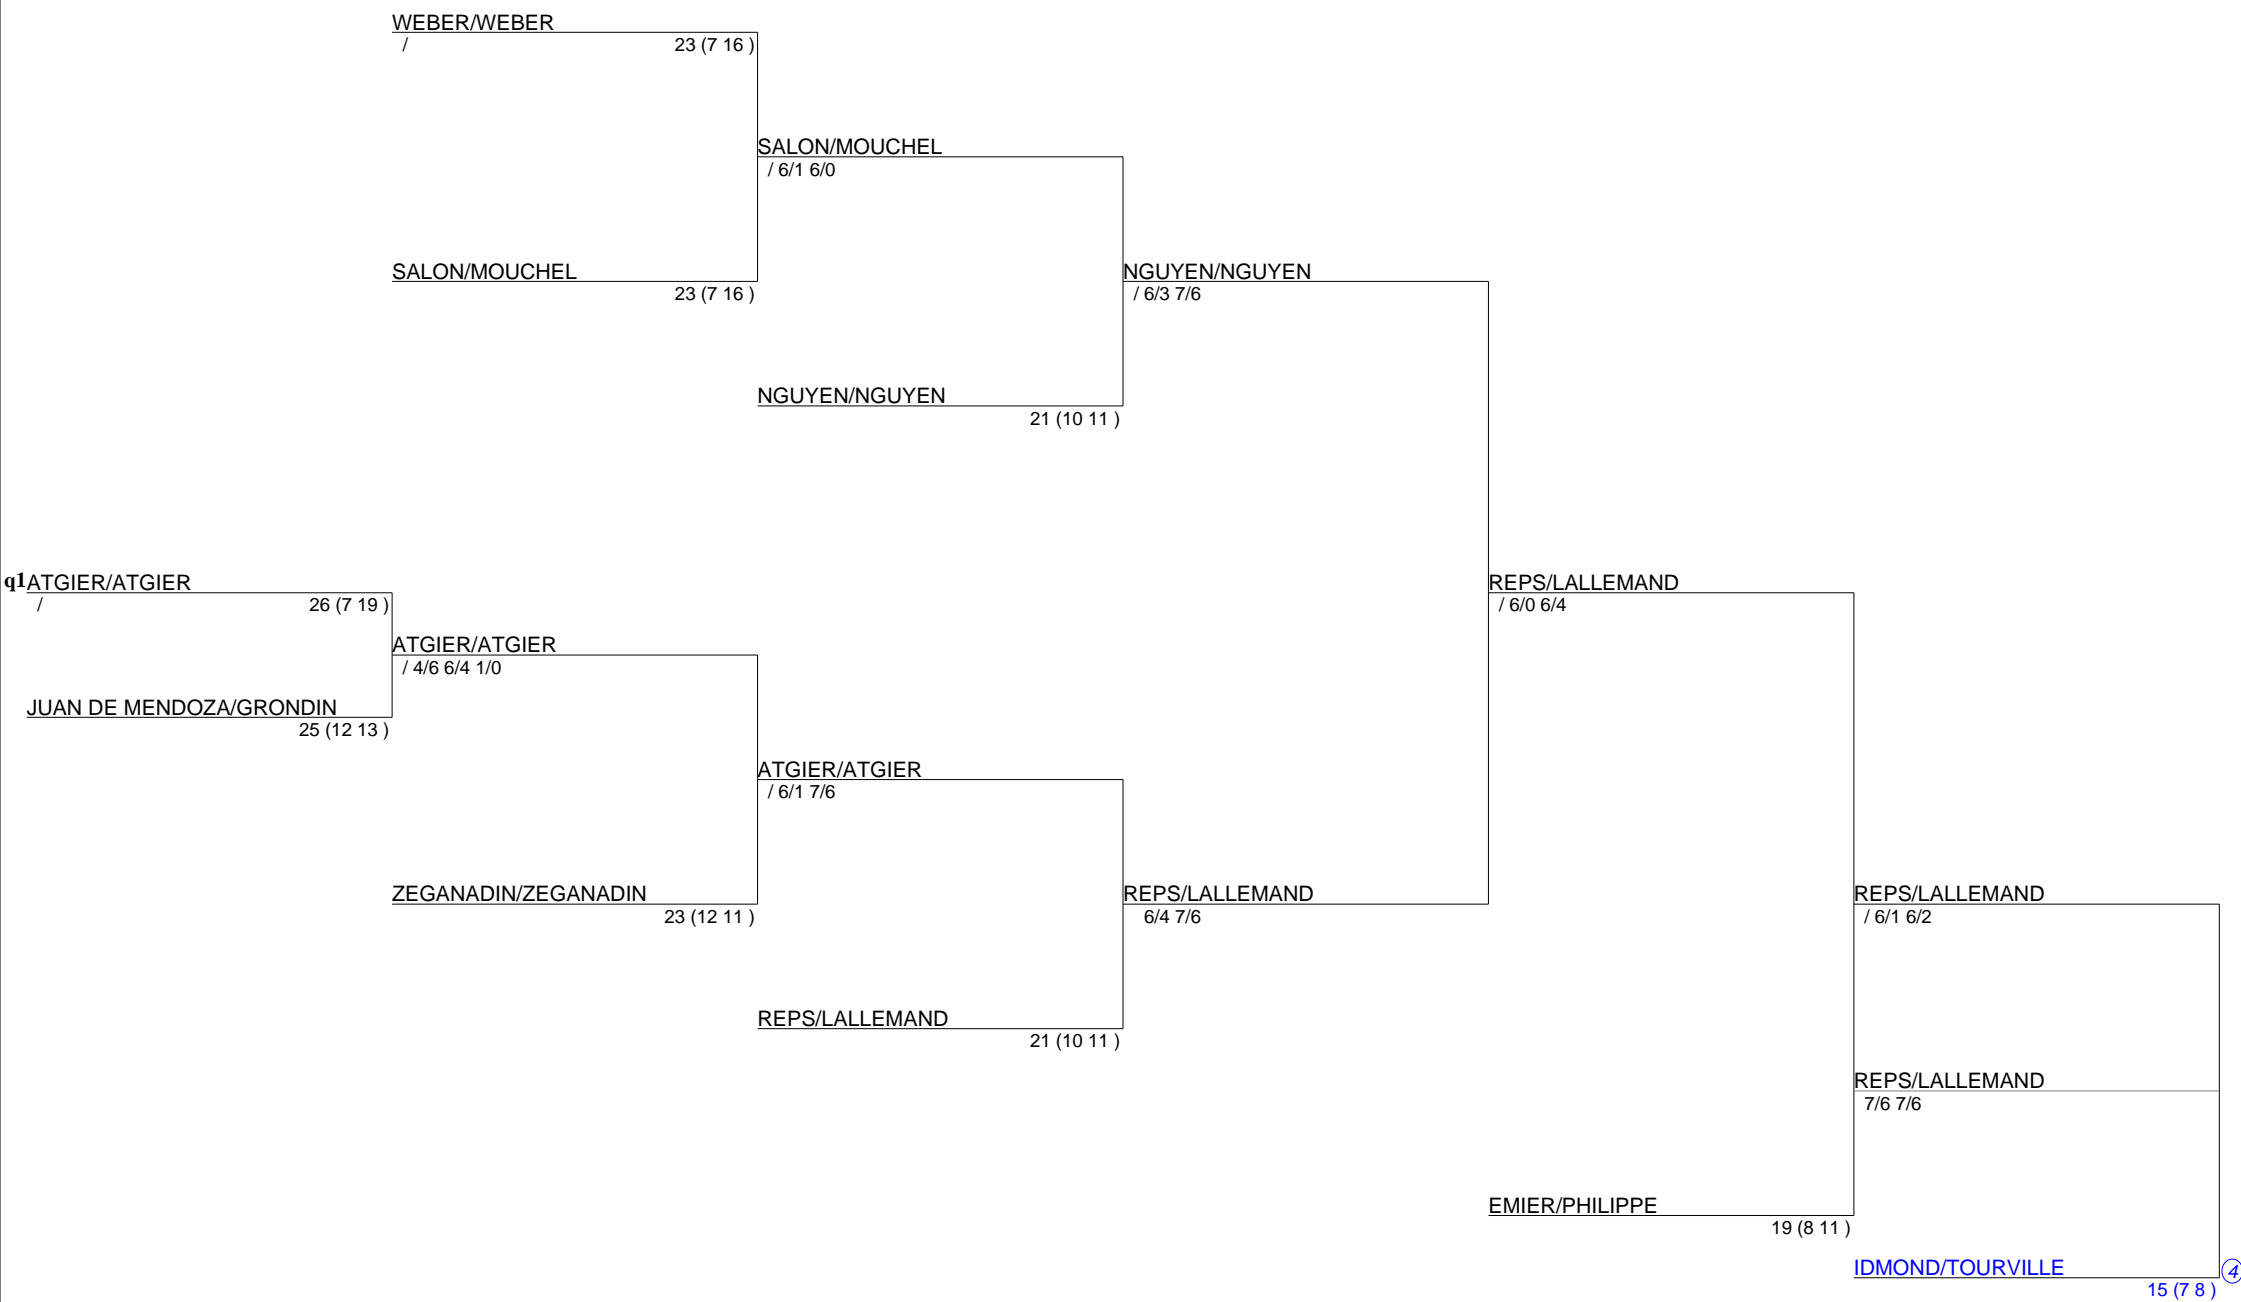 WEBER/WEBER
/ 23 (7 16 )
SALON/MOUCHEL
/ 6/1 6/0
SALON/MOUCHEL
23 (7 16 )
NGUYEN/NGUYEN
/ 6/3 7/6
NGUYEN/NGUYEN
21 (10 11 )
q1 ATGIER/ATGIER
/ 26 (7 19 )
REPS/LALLEMAND
/ 6/0 6/4
ATGIER/ATGIER
/ 4/6 6/4 1/0
JUAN DE MENDOZA/GRONDIN
25 (12 13 )
ATGIER/ATGIER
/ 6/1 7/6
ZEGANADIN/ZEGANADIN
23 (12 11 )
REPS/LALLEMAND
6/4 7/6
REPS/LALLEMAND
/ 6/1 6/2
REPS/LALLEMAND
21 (10 11 )
REPS/LALLEMAND
7/6 7/6
EMIER/PHILIPPE
19 (8 11 )
IDMOND/TOURVILLE 4
15 (7 8 )